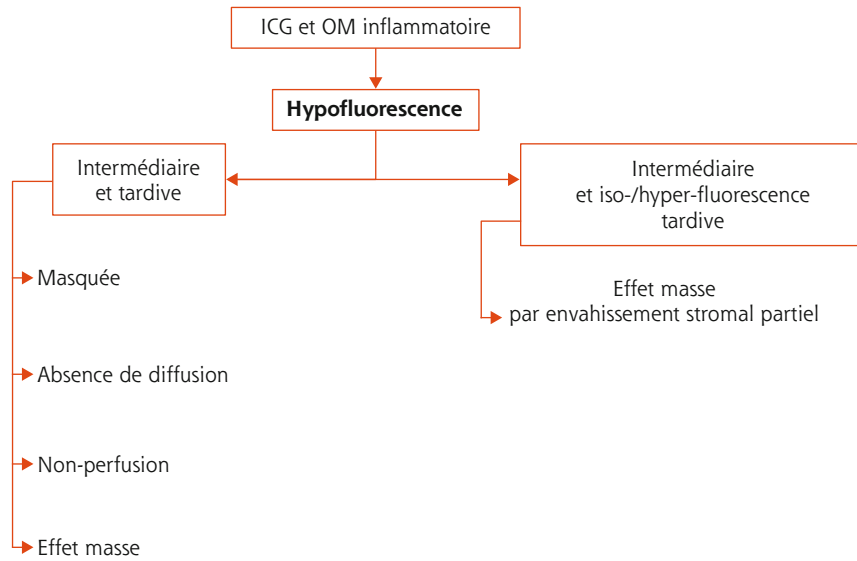 ICG et OM inflammatoire
Hypofluorescence
Intermédiaire
et tardive
Masquée
Absence de diffusion
Non-perfusion
Effet masse
Intermédiaire
et iso-/hyper-fluorescence
tardive
Effet masse
par envahissement stromal partiel